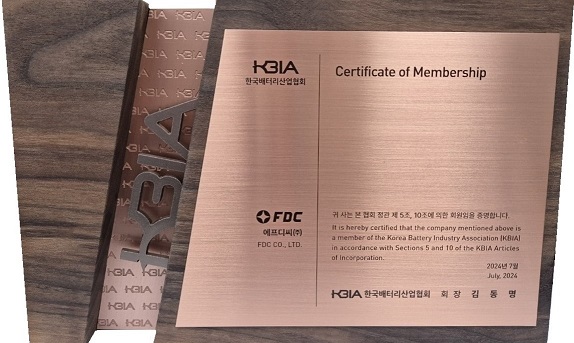 KBIA
KBIA
한국배터리산업협회
Certificate of Membership
FDC
에프디씨(주)
FDC CO., LTD.
귀 사는 본 협회 정관 제 5조, 10조에 의한 회원임을 증명합니다.
It is hereby certified that the company mentioned above is
a member of the Korea Battery Industry Association (KBIA)
in accordance with Sections 5 and 10 of the KBIA Articles
of Incorporation.
2024년 7월
July, 2024
KBIA 한국배터리산업협회 회 장 김 동 명